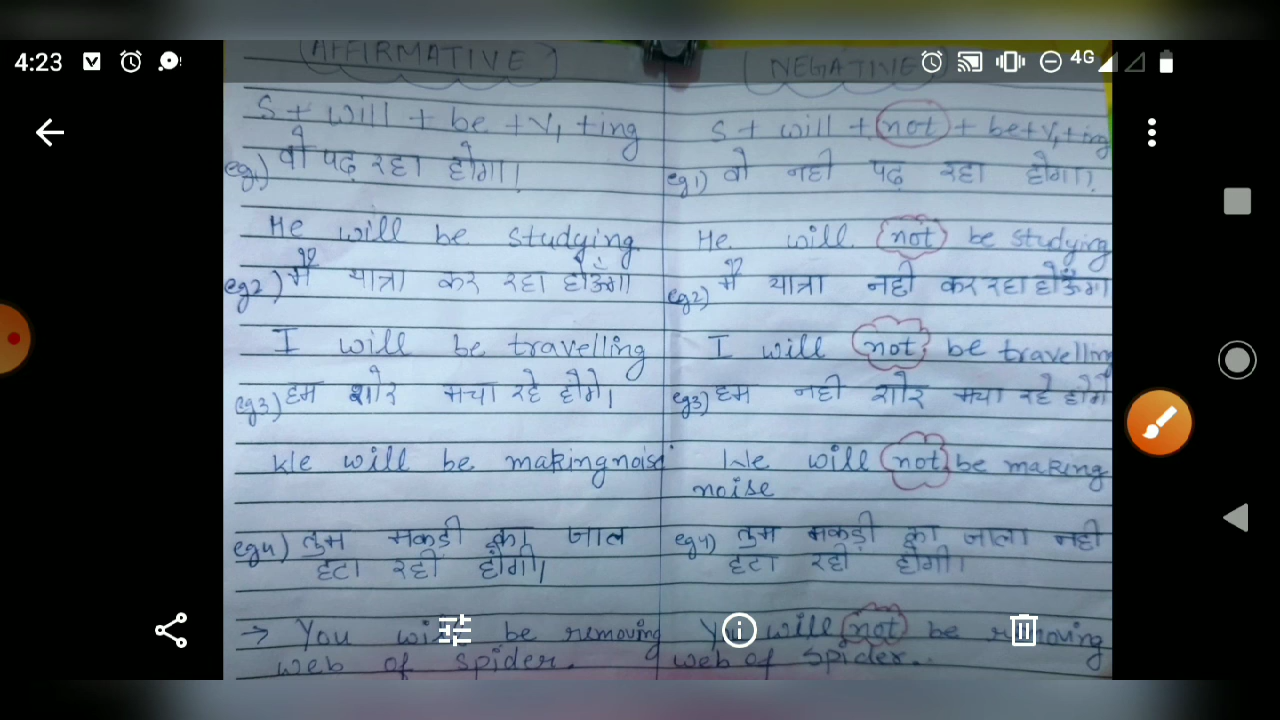 4:23
4G
(AFFIRMATIVE)
S + will + be + V₁ + ing
eg1) वो पढ़ रहा होगा।
He will be studying
eg2) मैं यात्रा कर रहा होऊँगा।
I will be travelling
eg3) हम शोर मचा रहे होंगे।
We will be making noise
eg4) तुम मकड़ी का जाल
हटा रही होगी।
→ You will be removing
web of spider.
(NEGATIVE)
S + will + not + be + V₁ + ing
eg1) वो नही पढ़ रहा होगा।
He will not be studying
eg2) मैं यात्रा नही कर रहा होऊँगा
I will not be travelling
eg3) हम नही शोर मचा रहे होंगे
We will not be making
noise
eg4) तुम मकड़ी का जाला नही
हटा रही होगी।
You will not be removing
web of spider.